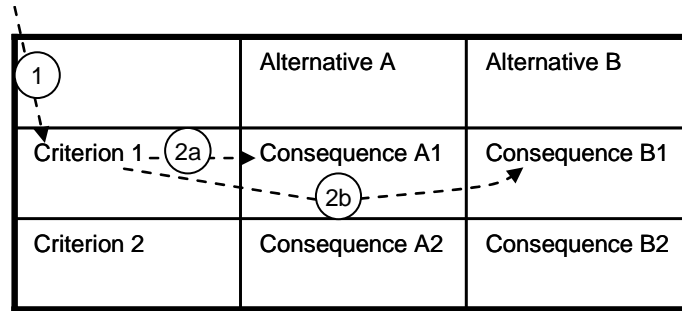 1
Alternative A
Alternative B
Criterion 1
2a
Consequence A1
Consequence B1
2b
Criterion 2
Consequence A2
Consequence B2